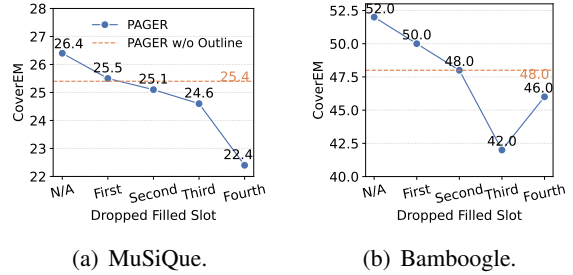 28
27
26
25
24
23
22
CoverEM
PAGER
PAGER w/o Outline
26.4
25.5
25.1
24.6
22.4
25.4
N/A
First
Second
Third
Fourth
Dropped Filled Slot
(a) MuSiQue.
52.5
50.0
47.5
45.0
42.5
40.0
CoverEM
52.0
50.0
48.0
42.0
46.0
48.0
N/A
First
Second
Third
Fourth
Dropped Filled Slot
(b) Bamboogle.